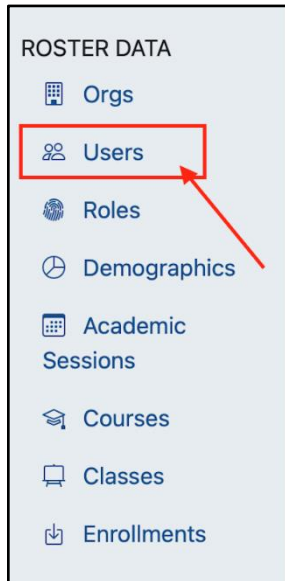 ROSTER DATA
Orgs
Users
Roles
Demographics
Academic
Sessions
Courses
Classes
Enrollments